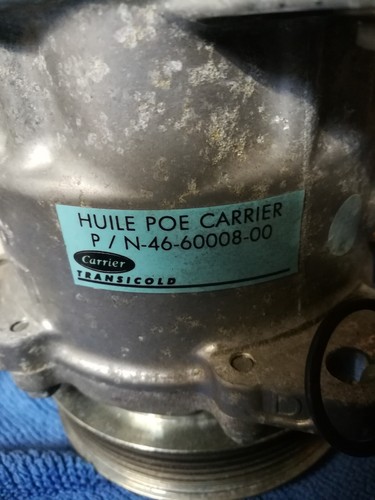 HUILE POE CARRIER
P / N-46-60008-00
Carrier
TRANSICOLD